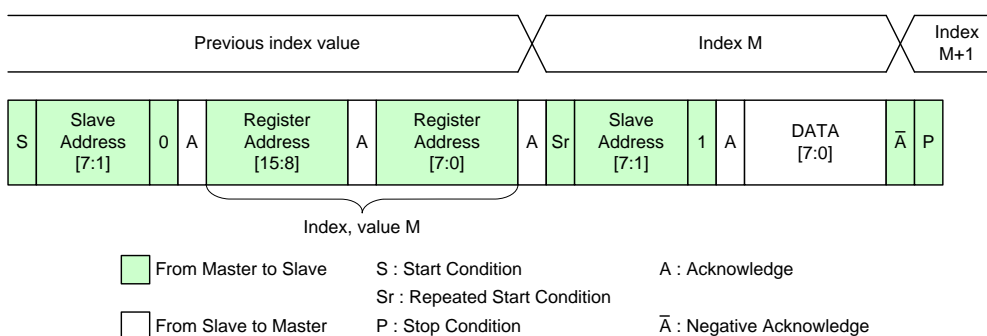 Previous index value
Index M
Index
M+1
S
Slave
Address
[7:1]
0
A
Register
Address
[15:8]
A
Register
Address
[7:0]
A
Sr
Slave
Address
[7:1]
1
A
DATA
[7:0]
A̅
P
Index, value M
From Master to Slave
S : Start Condition
A : Acknowledge
Sr : Repeated Start Condition
From Slave to Master
P : Stop Condition
A̅ : Negative Acknowledge